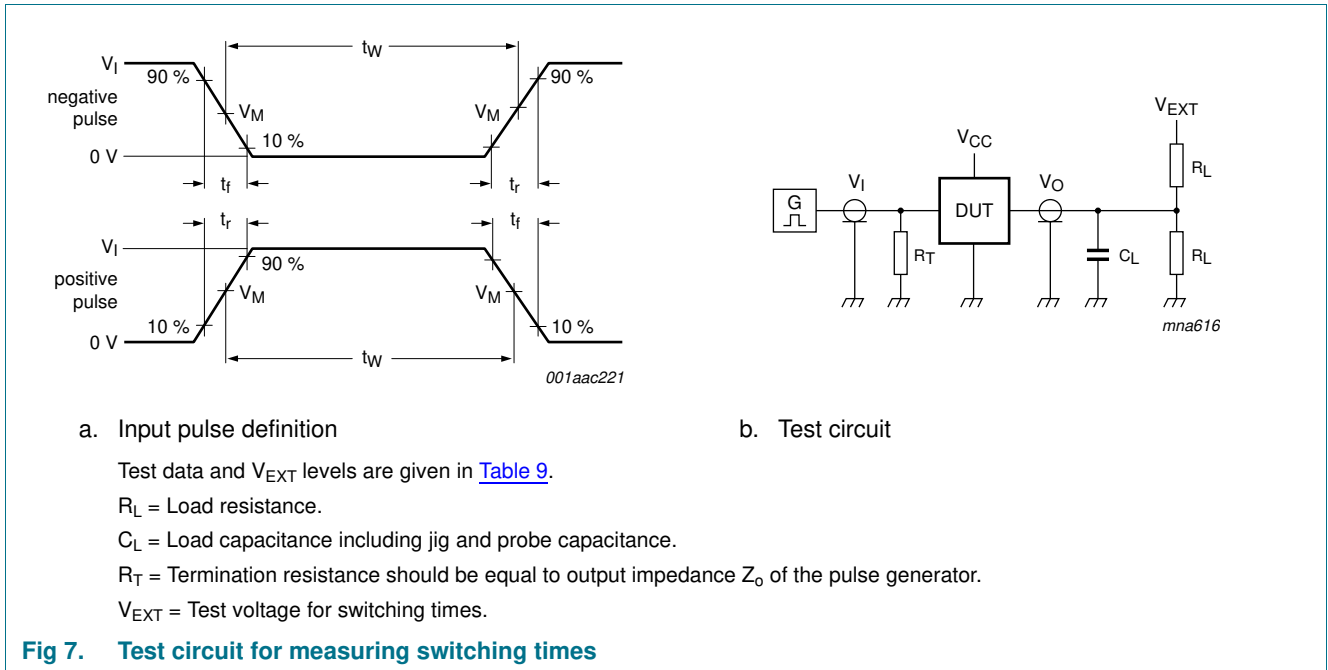 tW
VI
90 %
90 %
negative
pulse
VM
VM
10 %
0 V
tf
tr
tr
tf
VI
90 %
positive
pulse
VM
VM
10 %
10 %
0 V
tW
001aac221
VEXT
VCC
RL
VI
VO
G
DUT
RT
CL
RL
mna616
a. Input pulse definition
b. Test circuit
Test data and VEXT levels are given in Table 9.
RL = Load resistance.
CL = Load capacitance including jig and probe capacitance.
RT = Termination resistance should be equal to output impedance Zo of the pulse generator.
VEXT = Test voltage for switching times.
Fig 7. Test circuit for measuring switching times